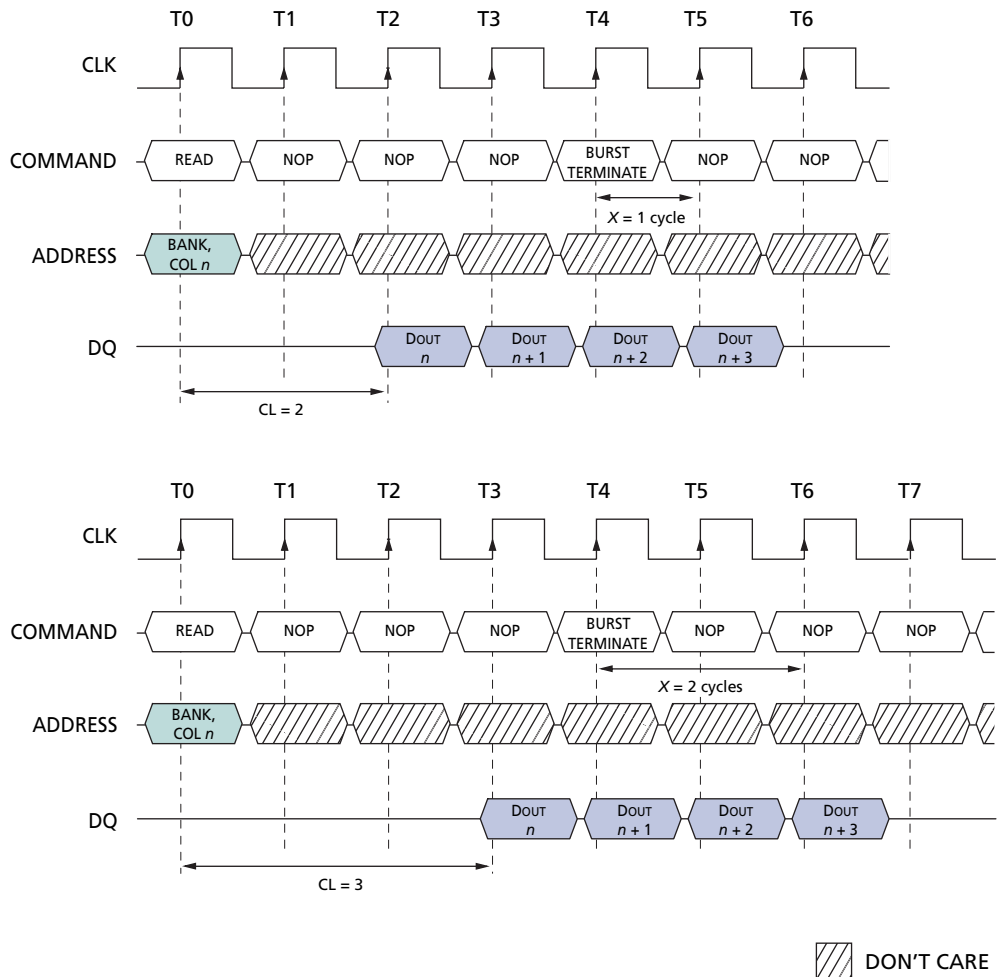 T0 T1 T2 T3 T4 T5 T6
CLK
COMMAND READ NOP NOP NOP BURST TERMINATE NOP NOP
X = 1 cycle
ADDRESS BANK, COL n
DQ DOUT n DOUT n + 1 DOUT n + 2 DOUT n + 3
CL = 2
T0 T1 T2 T3 T4 T5 T6 T7
CLK
COMMAND READ NOP NOP NOP BURST TERMINATE NOP NOP NOP
X = 2 cycles
ADDRESS BANK, COL n
DQ DOUT n DOUT n + 1 DOUT n + 2 DOUT n + 3
CL = 3
DON'T CARE